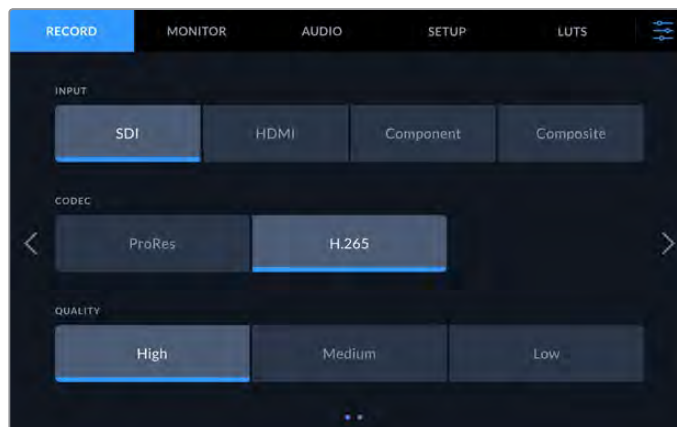 RECORD MONITOR AUDIO SETUP LUTS
INPUT
SDI HDMI Component Composite
CODEC
ProRes H.265
QUALITY
High Medium Low